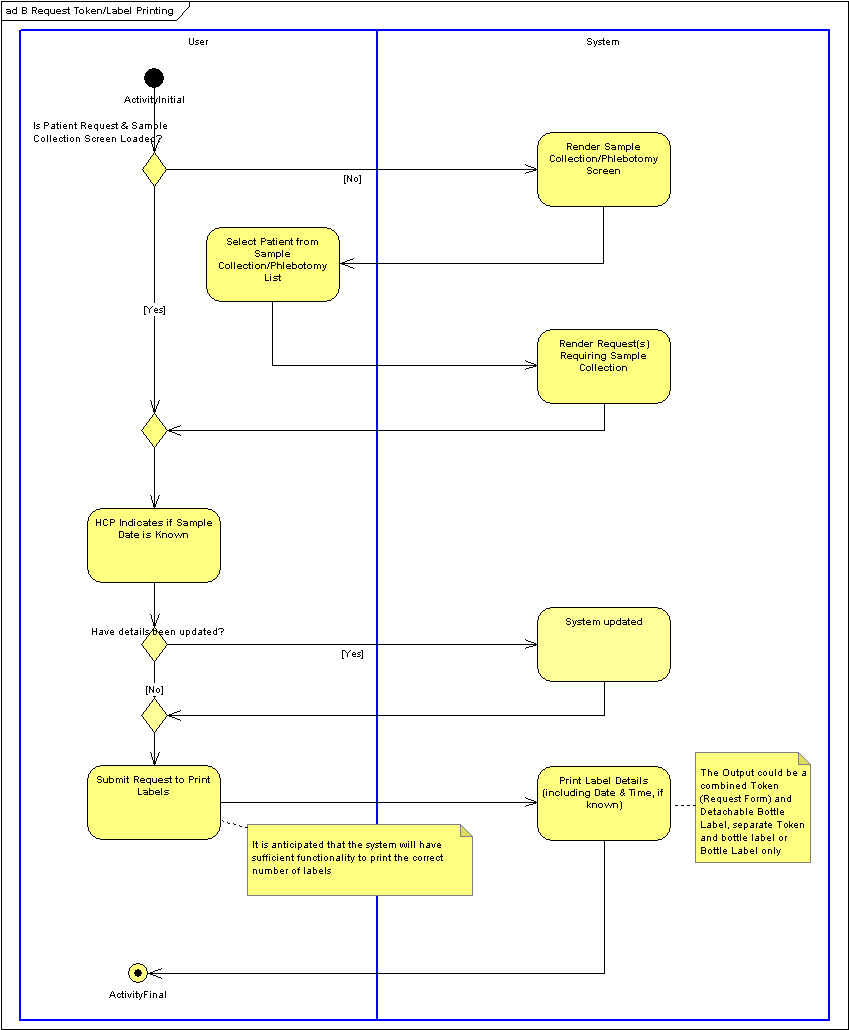 ad B Request Token/Label Printing
User
System
ActivityInitial
Is Patient Request & Sample
Collection Screen Loaded?
Render Sample
Collection/Phlebotomy
Screen
[No]
Select Patient from
Sample
Collection/Phlebotomy
List
[Yes]
Render Request(s)
Requiring Sample
Collection
HCP Indicates if Sample
Date is Known
Have details been updated?
System updated
[Yes]
[No]
Submit Request to Print
Labels
Print Label Details
(including Date & Time, if
known)
The Output could be a
combined Token
(Request Form) and
Detachable Bottle
Label, separate Token
and bottle label or
Bottle Label only
It is anticipated that the system will have
sufficient functionality to print the correct
number of labels
ActivityFinal